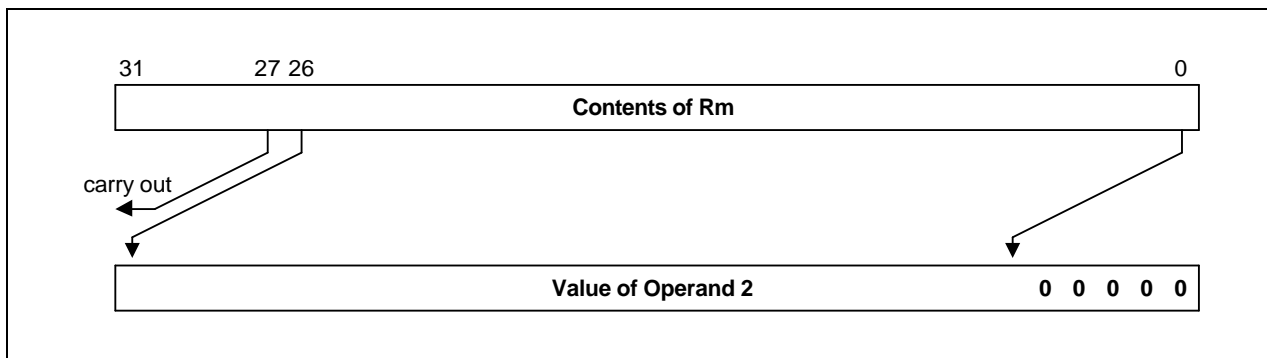 31 27 26 0
Contents of Rm
carry out
Value of Operand 2 0 0 0 0 0